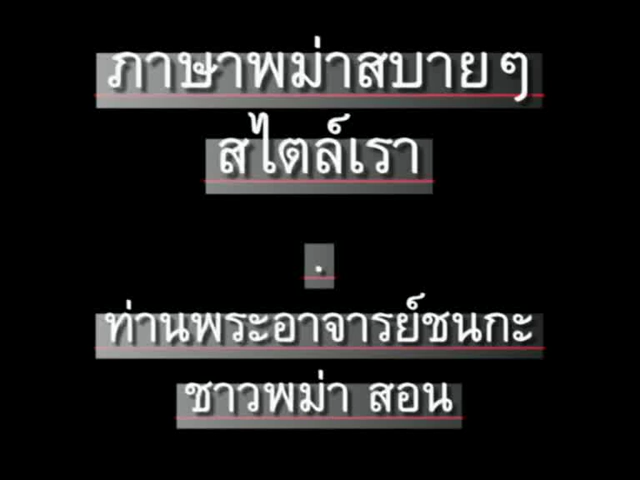 ภาษาพม่าสบายๆ
สไตล์เรา
.
ท่านพระอาจารย์ชนกะ
ชาวพม่า สอน